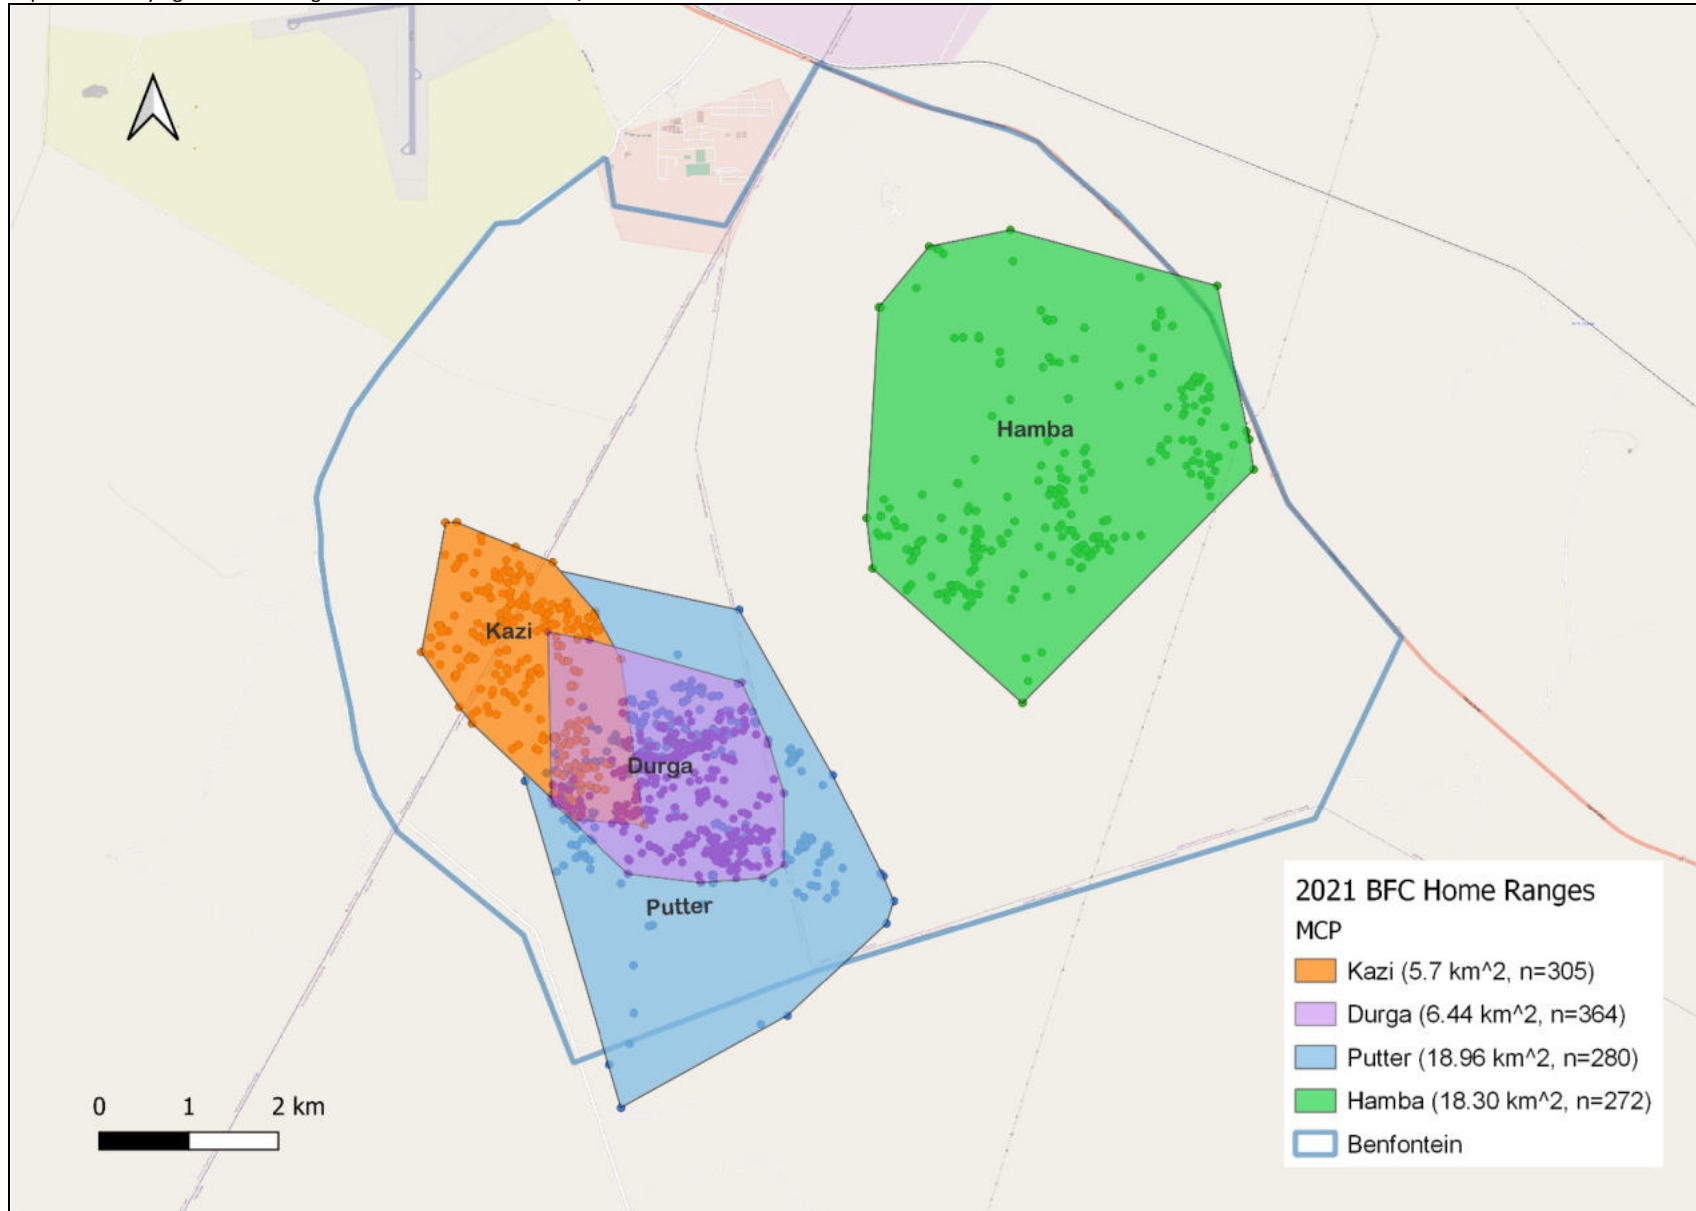 Hamba
Kazi
Durga
Putter
2021 BFC Home Ranges
MCP
Kazi (5.7 km^2, n=305)
Durga (6.44 km^2, n=364)
Putter (18.96 km^2, n=280)
Hamba (18.30 km^2, n=272)
Benfontein
0 1 2 km